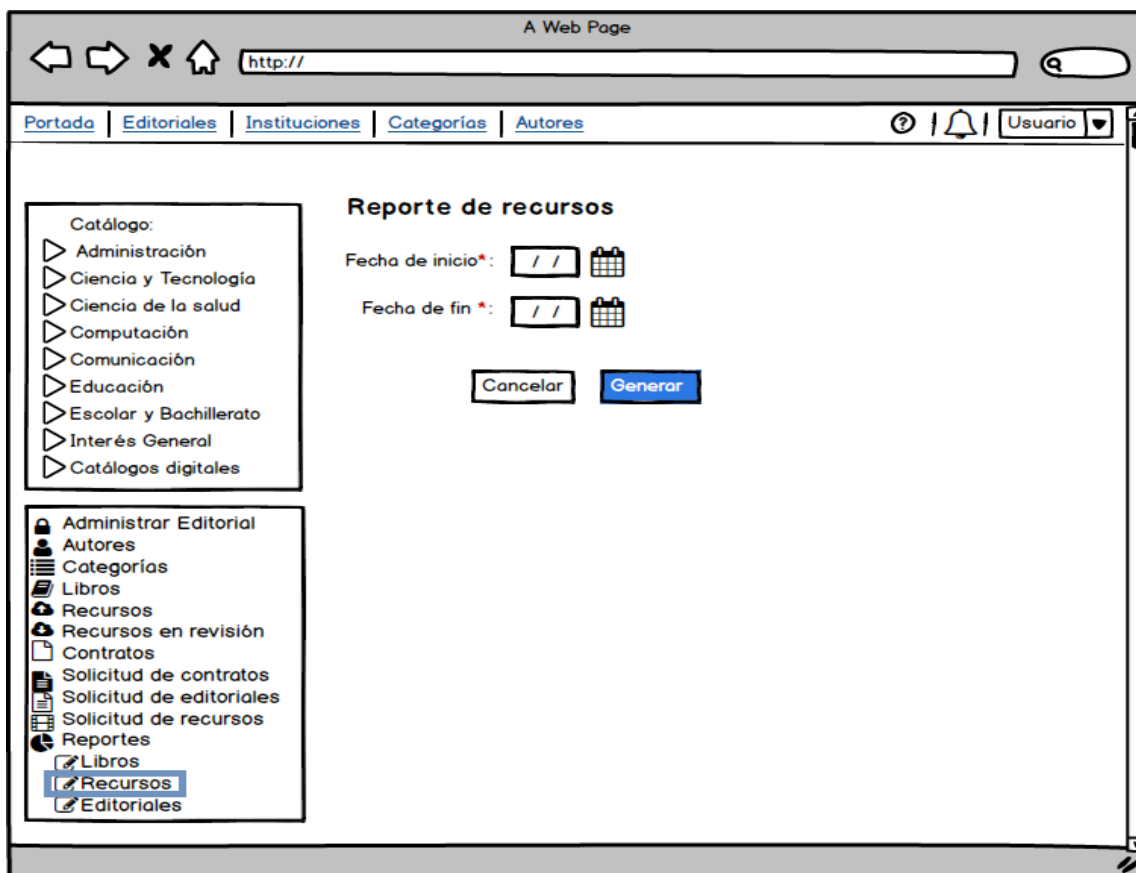 A Web Page
http://
Portada Editoriales Instituciones Categorías Autores Usuario
Catálogo:
Administración
Ciencia y Tecnología
Ciencia de la salud
Computación
Comunicación
Educación
Escolar y Bachillerato
Interés General
Catálogos digitales
Administrar Editorial
Autores
Categorías
Libros
Recursos
Recursos en revisión
Contratos
Solicitud de contratos
Solicitud de editoriales
Solicitud de recursos
Reportes
Libros
Recursos
Editoriales
Reporte de recursos
Fecha de inicio*: / /
Fecha de fin *: / /
Cancelar Generar